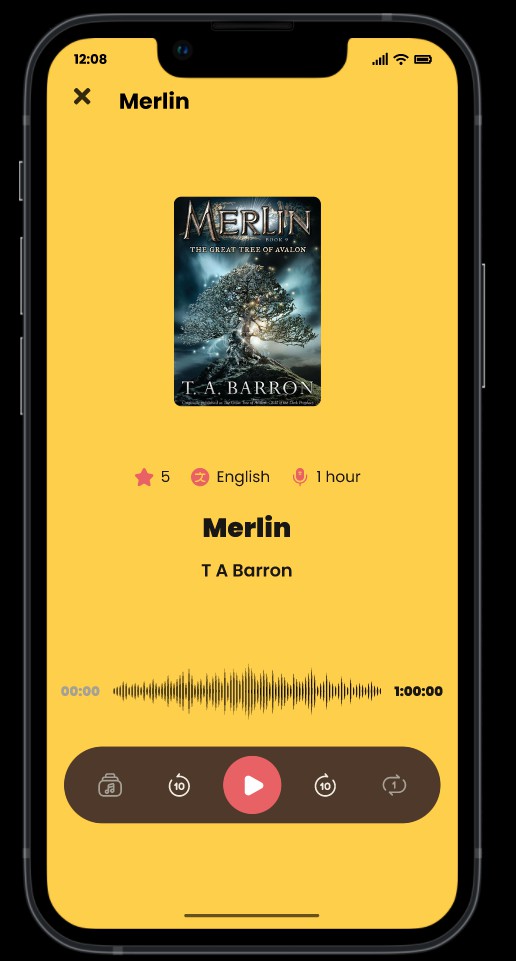 12:08
Merlin
MERLIN
BOOK 9
THE GREAT TREE OF AVALON
T. A. BARRON
5 English 1 hour
Merlin
T A Barron
00:00 1:00:00
10 10 1